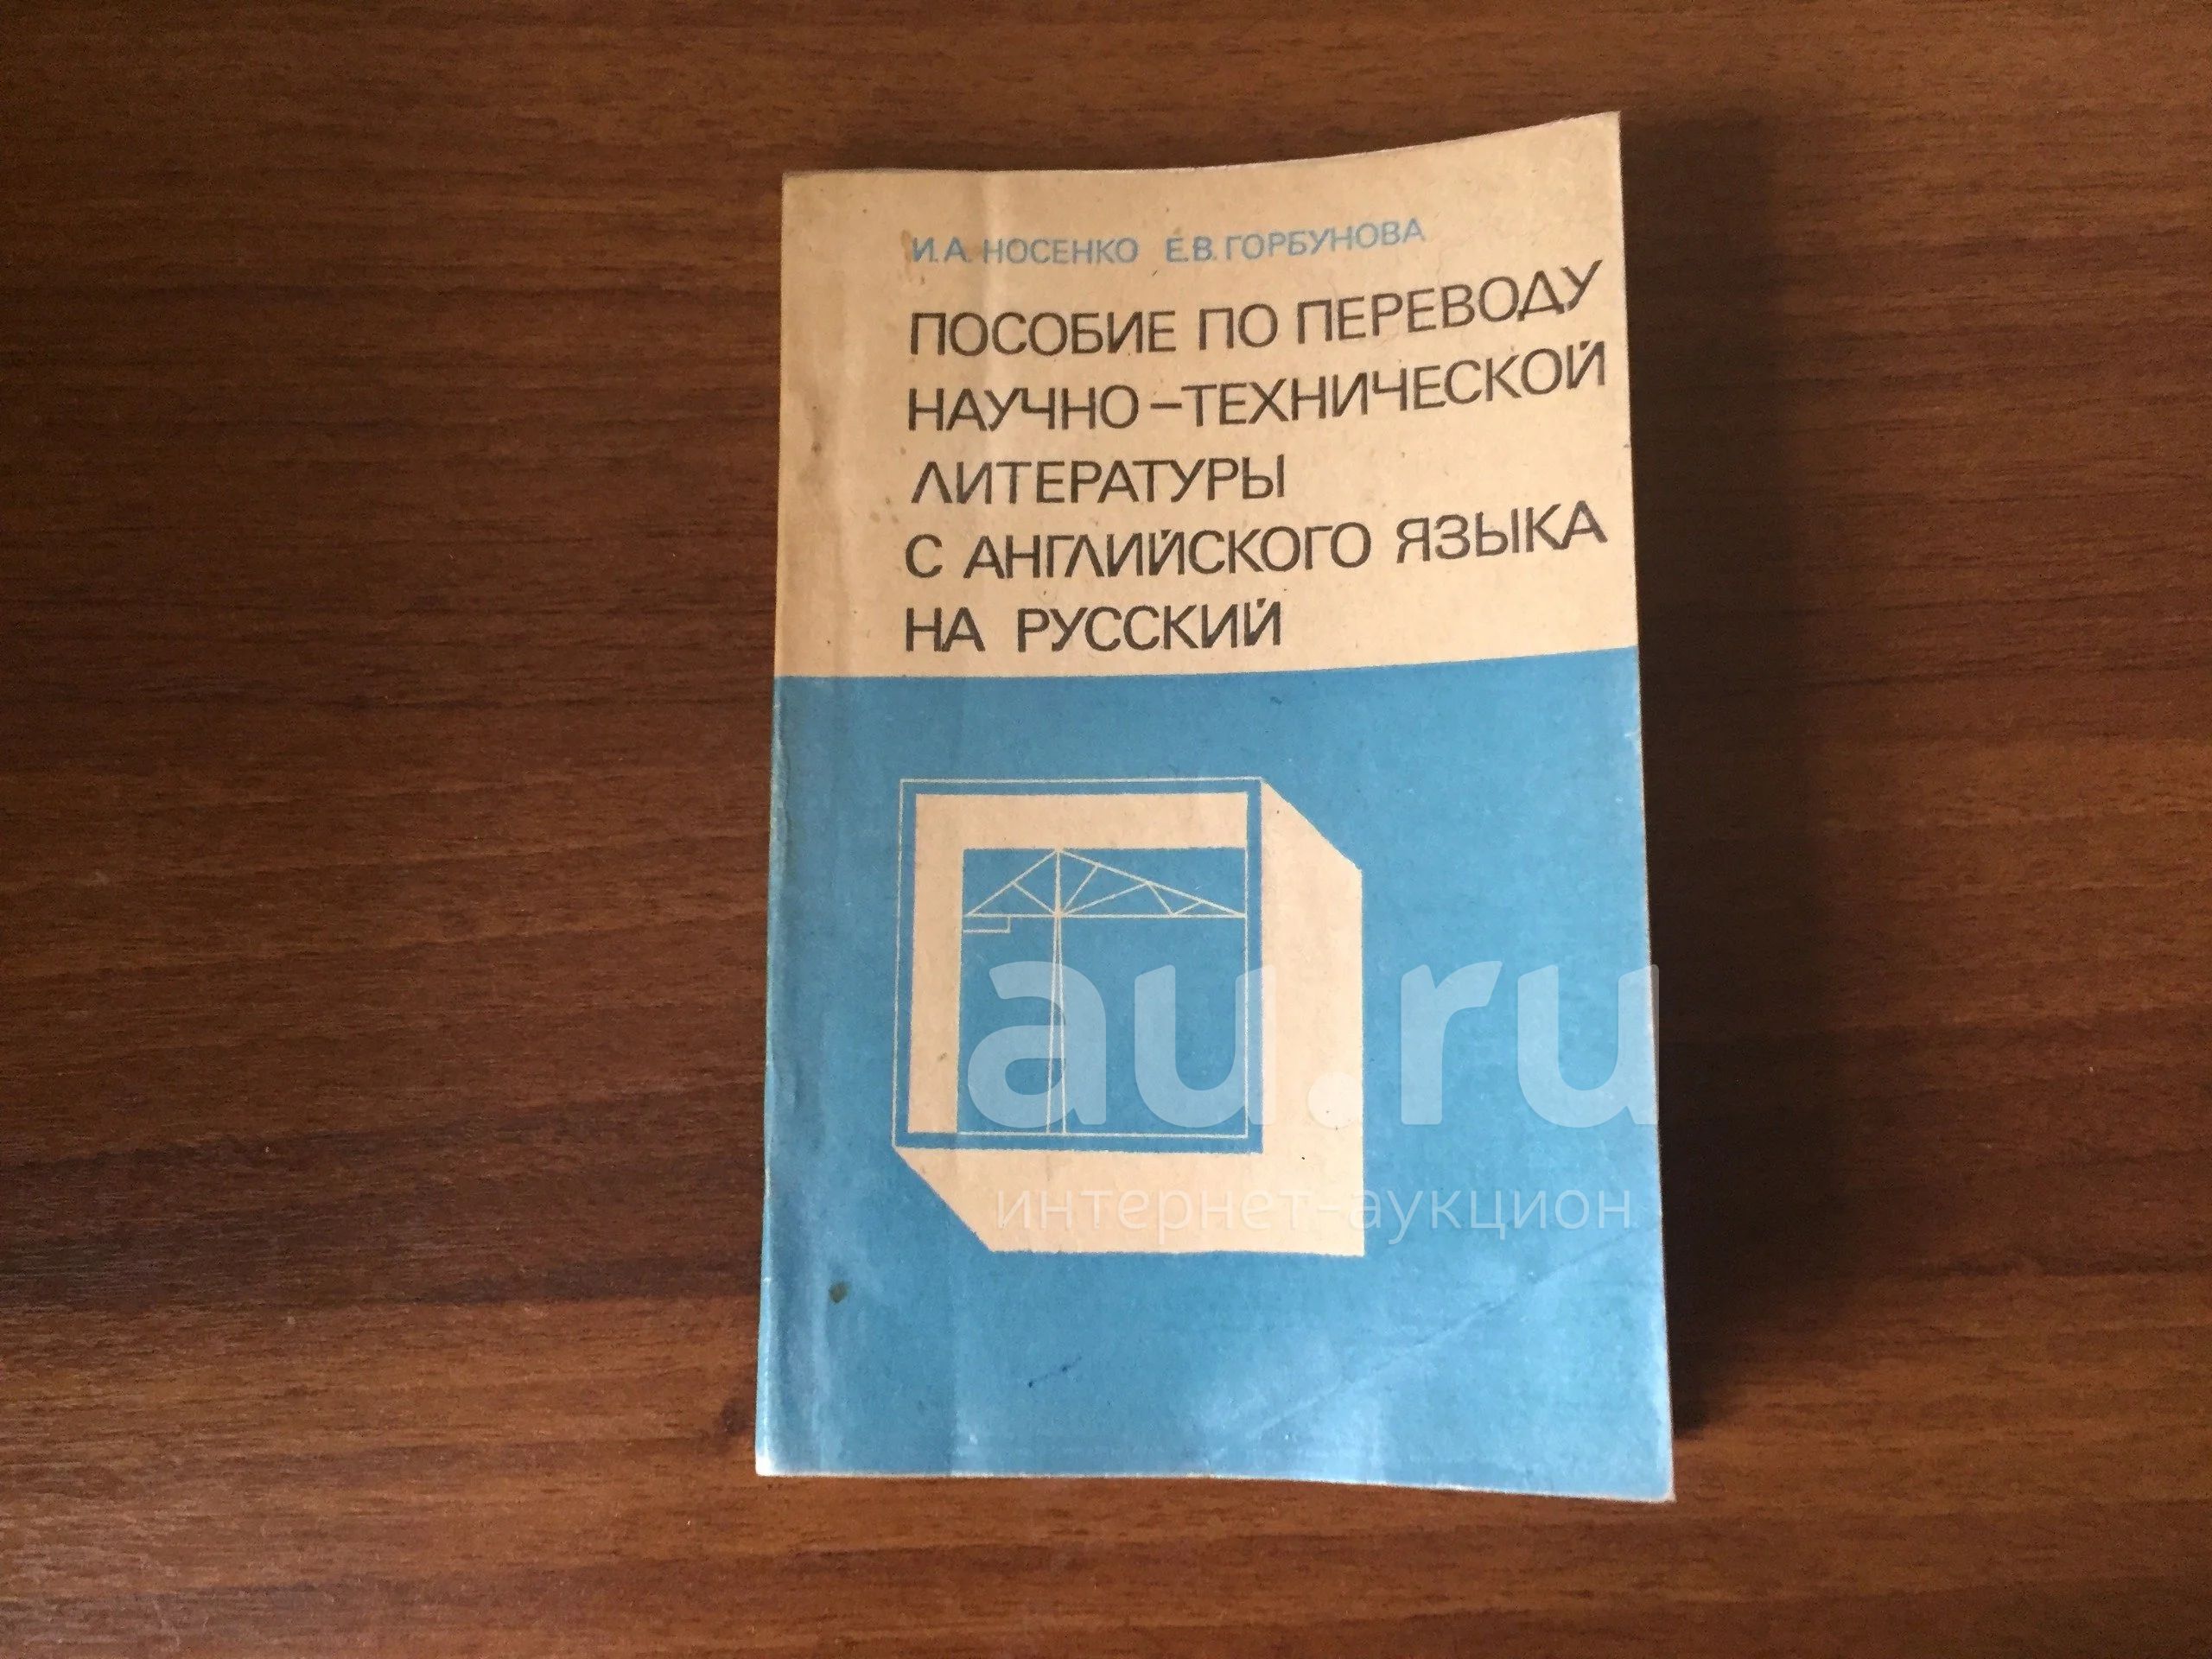 И.А. НОСЕНКО Е.В. ГОРБУНОВА
ПОСОБИЕ ПО ПЕРЕВОДУ
НАУЧНО-ТЕХНИЧЕСКОЙ
ЛИТЕРАТУРЫ
С АНГЛИЙСКОГО ЯЗЫКА
НА РУССКИЙ
au.ru
интернет-аукцион